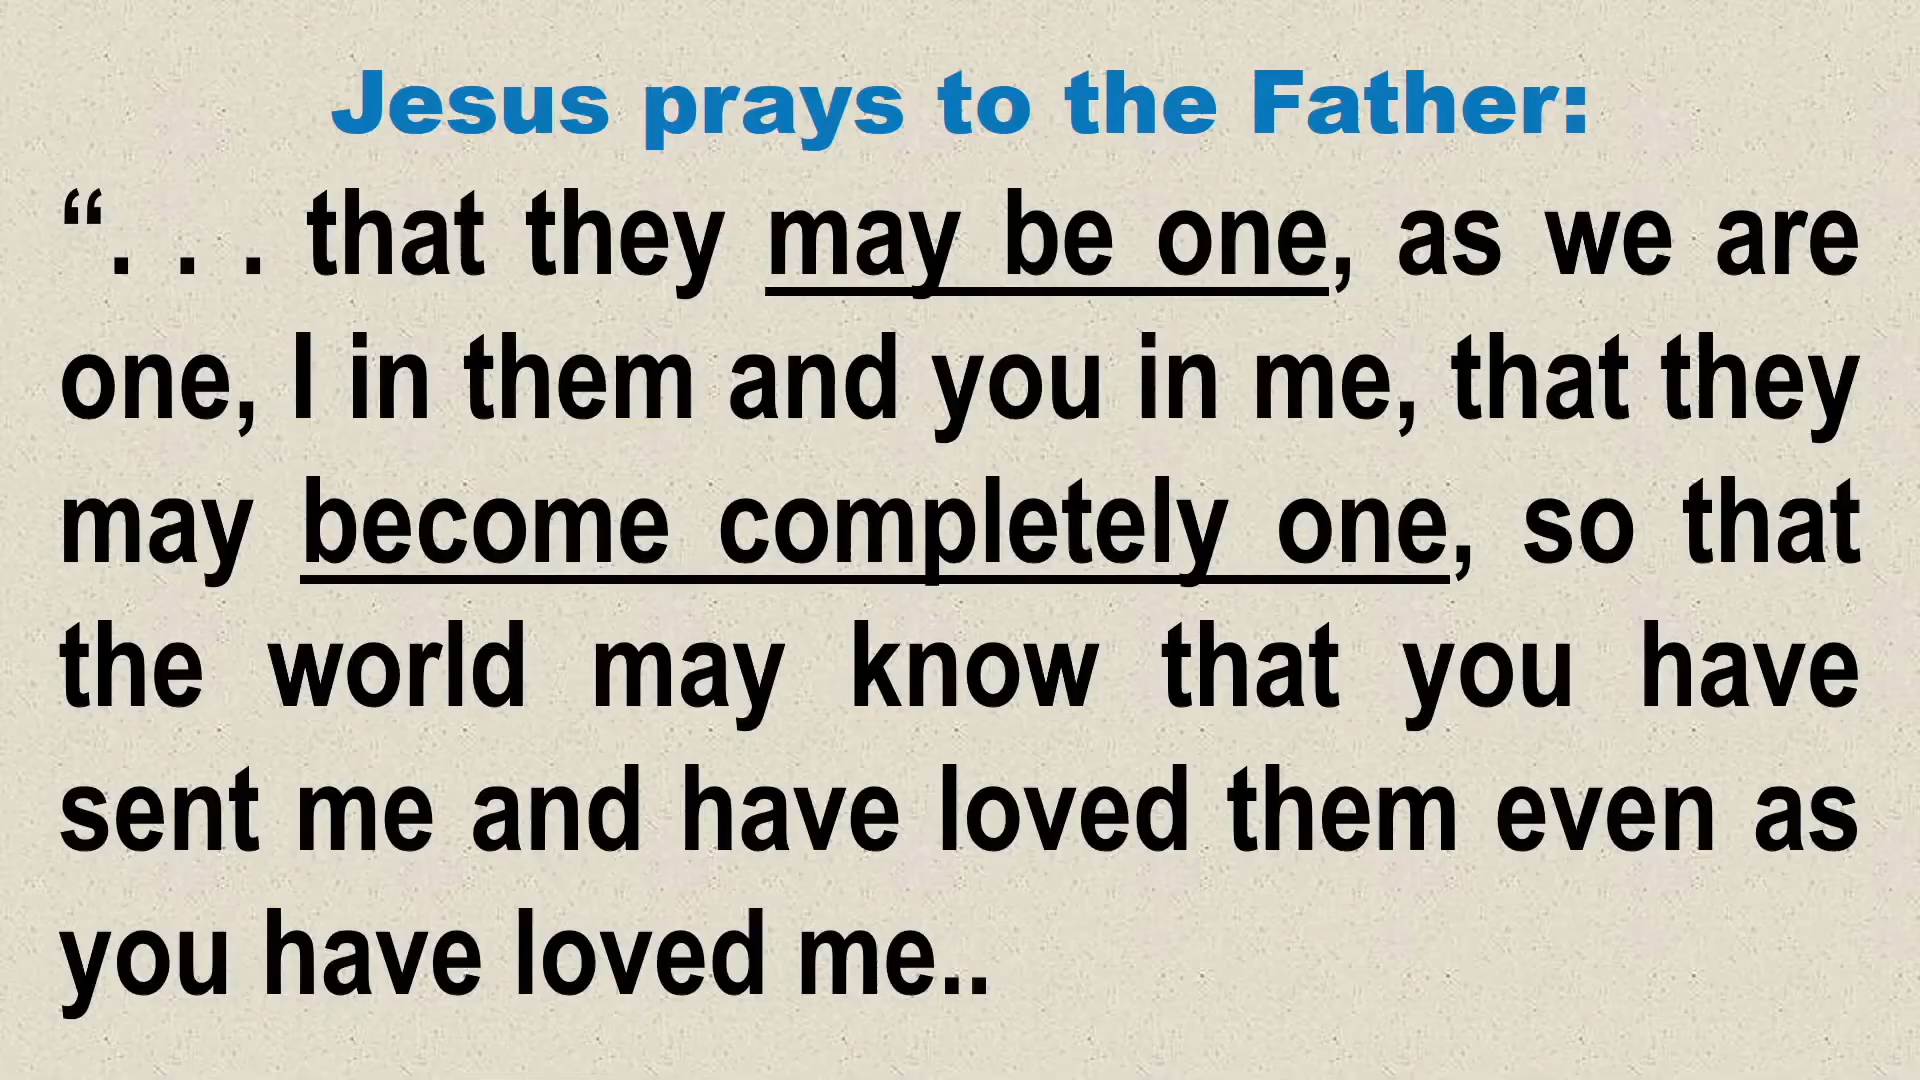 Jesus prays to the Father:
“. . . that they may be one, as we are
one, I in them and you in me, that they
may become completely one, so that
the world may know that you have
sent me and have loved them even as
you have loved me..